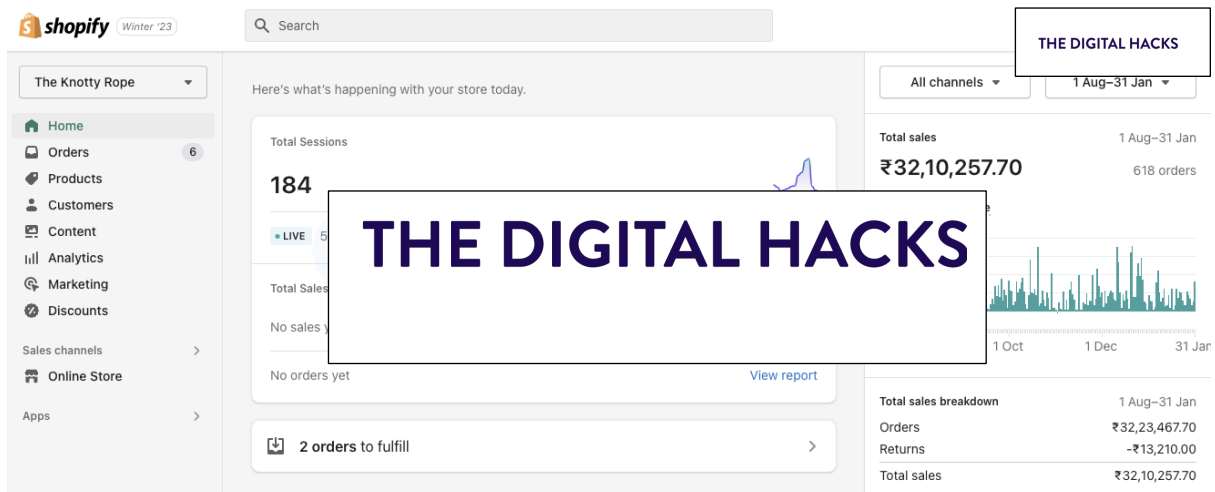 shopify
Winter '23
Search
THE DIGITAL HACKS
The Knotty Rope
Home
Orders 6
Products
Customers
Content
Analytics
Marketing
Discounts
Sales channels
Online Store
Apps
Here's what's happening with your store today.
Total Sessions
184
LIVE
THE DIGITAL HACKS
Total Sales
No sales
No orders yet View report
2 orders to fulfill
All channels 1 Aug–31 Jan
Total sales 1 Aug–31 Jan
₹32,10,257.70 618 orders
1 Oct 1 Dec 31 Jan
Total sales breakdown 1 Aug–31 Jan
Orders ₹32,23,467.70
Returns -₹13,210.00
Total sales ₹32,10,257.70